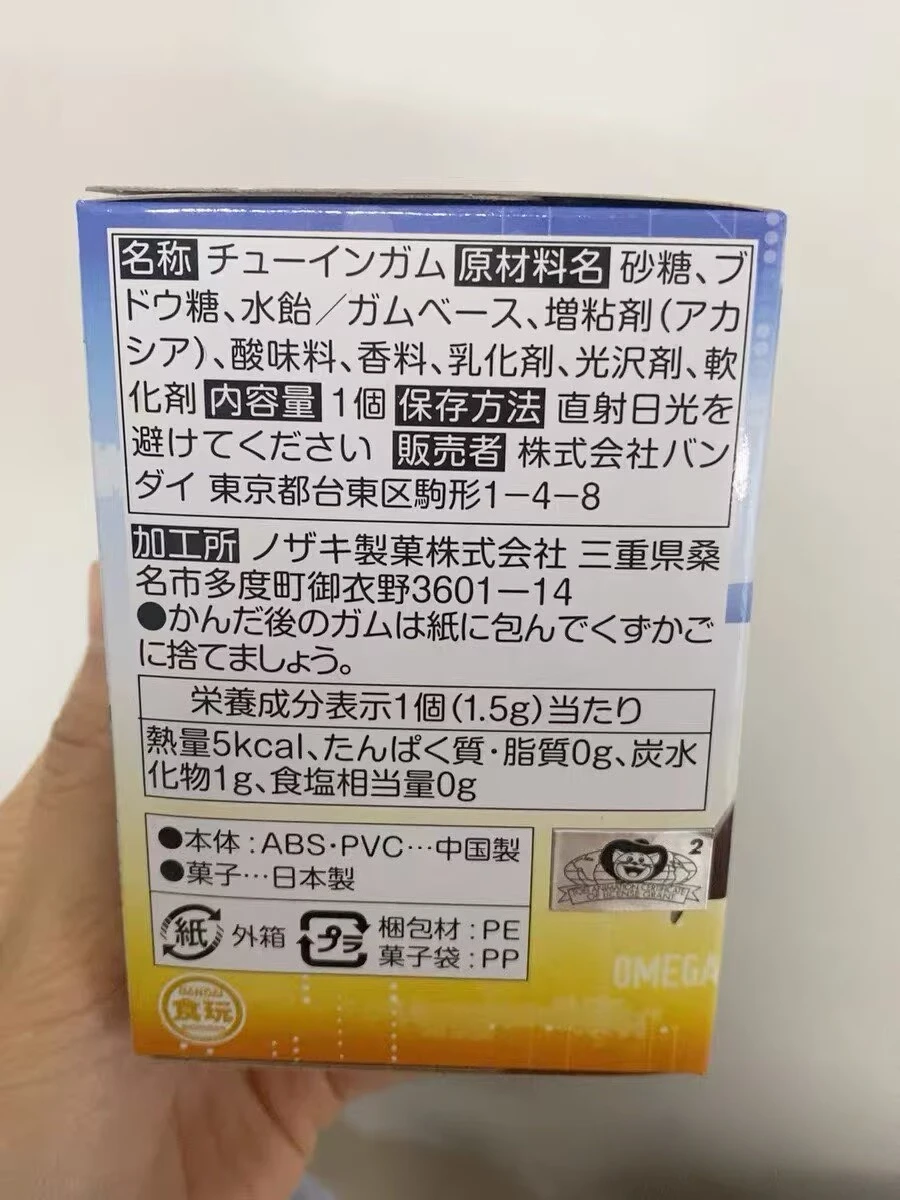 名称 チューインガム 原材料名 砂糖、ブ
ドウ糖、水飴／ガムベース、増粘剤(アカ
シア)、酸味料、香料、乳化剤、光沢剤、軟
化剤 内容量 1個 保存方法 直射日光を
避けてください 販売者 株式会社バン
ダイ 東京都台東区駒形1-4-8
加工所 ノザキ製菓株式会社 三重県桑
名市多度町御衣野3601-14
●かんだ後のガムは紙に包んでくずかご
に捨てましょう。
栄養成分表示1個(1.5g)当たり
熱量5kcal、たんぱく質・脂質0g、炭水
化物1g、食塩相当量0g
●本体:ABS・PVC…中国製
●菓子…日本製
紙 外箱 プラ 梱包材:PE
菓子袋:PP
2
TOEI ANIMATION CERTIFICATE
OF LICENSE GRANT
OMEGA
食玩